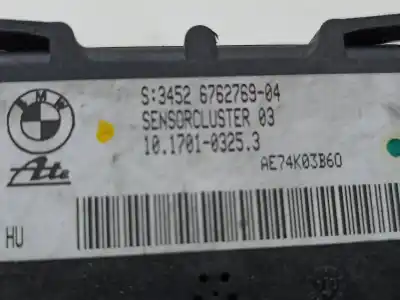 BMW
S:3452 6762769-04
SENSORCLUSTER 03
10.1701-0325.3
Ate
AE74K03B60
HU